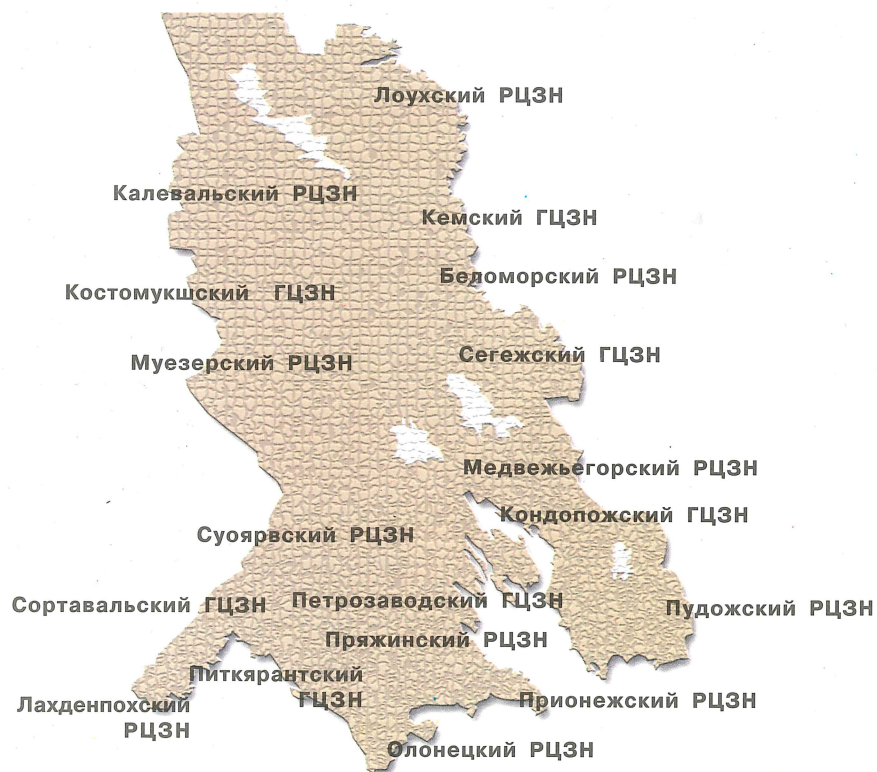 Лоухский РЦЗН
Калевальский РЦЗН
Кемский ГЦЗН
Беломорский РЦЗН
Костомукшский ГЦЗН
Сегежский ГЦЗН
Муезерский РЦЗН
Медвежьегорский РЦЗН
Кондопожский ГЦЗН
Суоярвский РЦЗН
Сортавальский ГЦЗН
Петрозаводский ГЦЗН
Пудожский РЦЗН
Пряжинский РЦЗН
Питкярантский
ГЦЗН
Лахденпохский
РЦЗН
Прионежский РЦЗН
Олонецкий РЦЗН